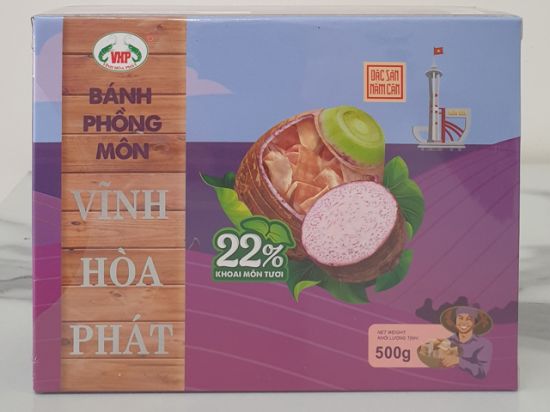 VHP
BÁNH
PHỒNG
MÔN
VĨNH
HÒA
PHÁT
ĐẶC SẢN
NĂM CĂN
22%
KHOAI MÔN TƯƠI
NET WEIGHT
KHỐI LƯỢNG TỊNH:
500g